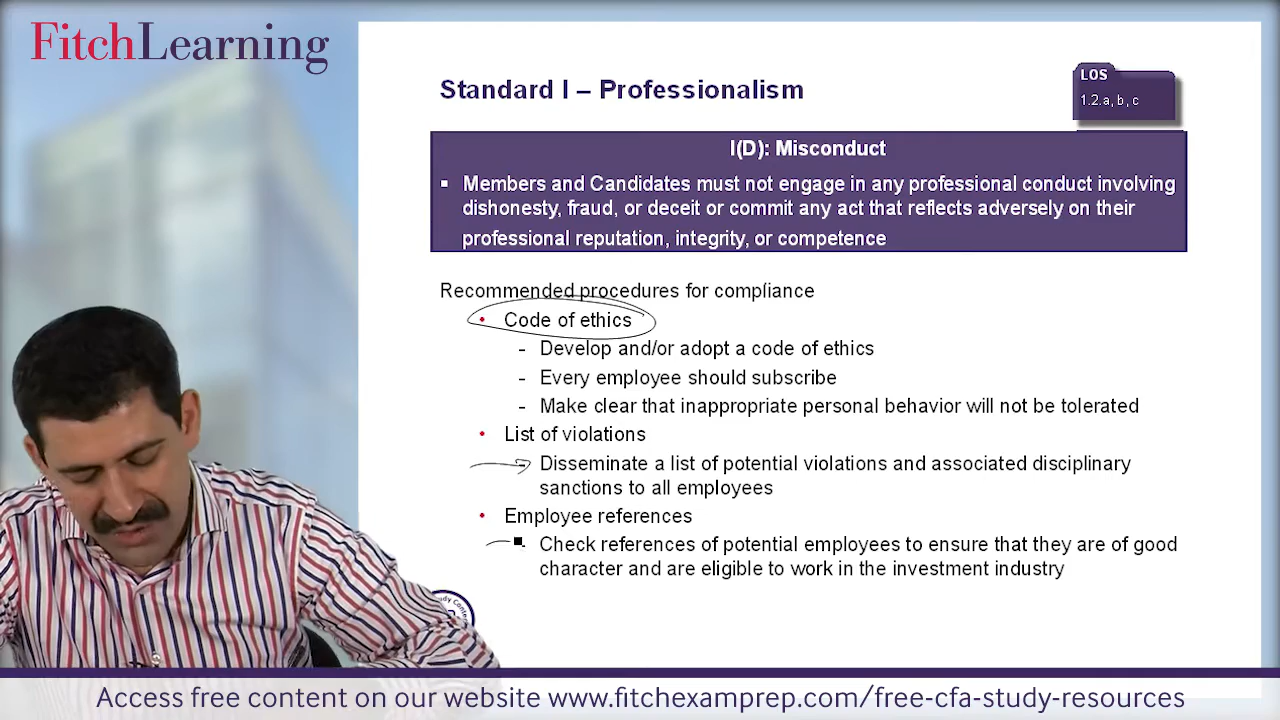 FitchLearning
Standard I – Professionalism
LOS
1.2.a, b, c
I(D): Misconduct
▪ Members and Candidates must not engage in any professional conduct involving
dishonesty, fraud, or deceit or commit any act that reflects adversely on their
professional reputation, integrity, or competence
Recommended procedures for compliance
• Code of ethics
- Develop and/or adopt a code of ethics
- Every employee should subscribe
- Make clear that inappropriate personal behavior will not be tolerated
• List of violations
- Disseminate a list of potential violations and associated disciplinary
sanctions to all employees
• Employee references
- Check references of potential employees to ensure that they are of good
character and are eligible to work in the investment industry
Access free content on our website www.fitchexamprep.com/free-cfa-study-resources